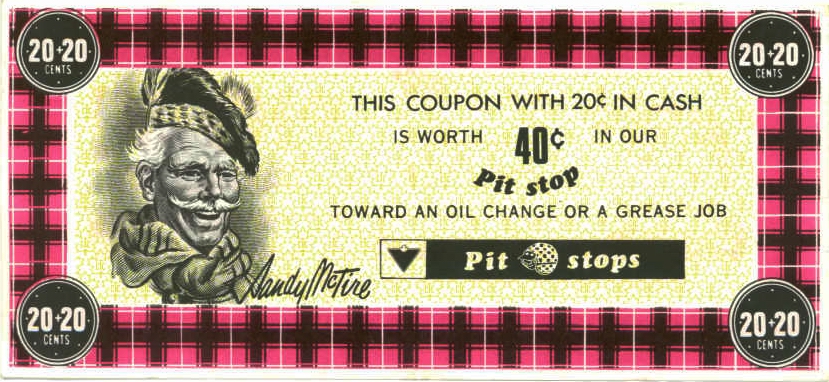 20+20
CENTS
20+20
CENTS
THIS COUPON WITH 20¢ IN CASH
IS WORTH 40¢ IN OUR
Pit stop
TOWARD AN OIL CHANGE OR A GREASE JOB
Pit stops
Sandy McTire
20+20
CENTS
20+20
CENTS